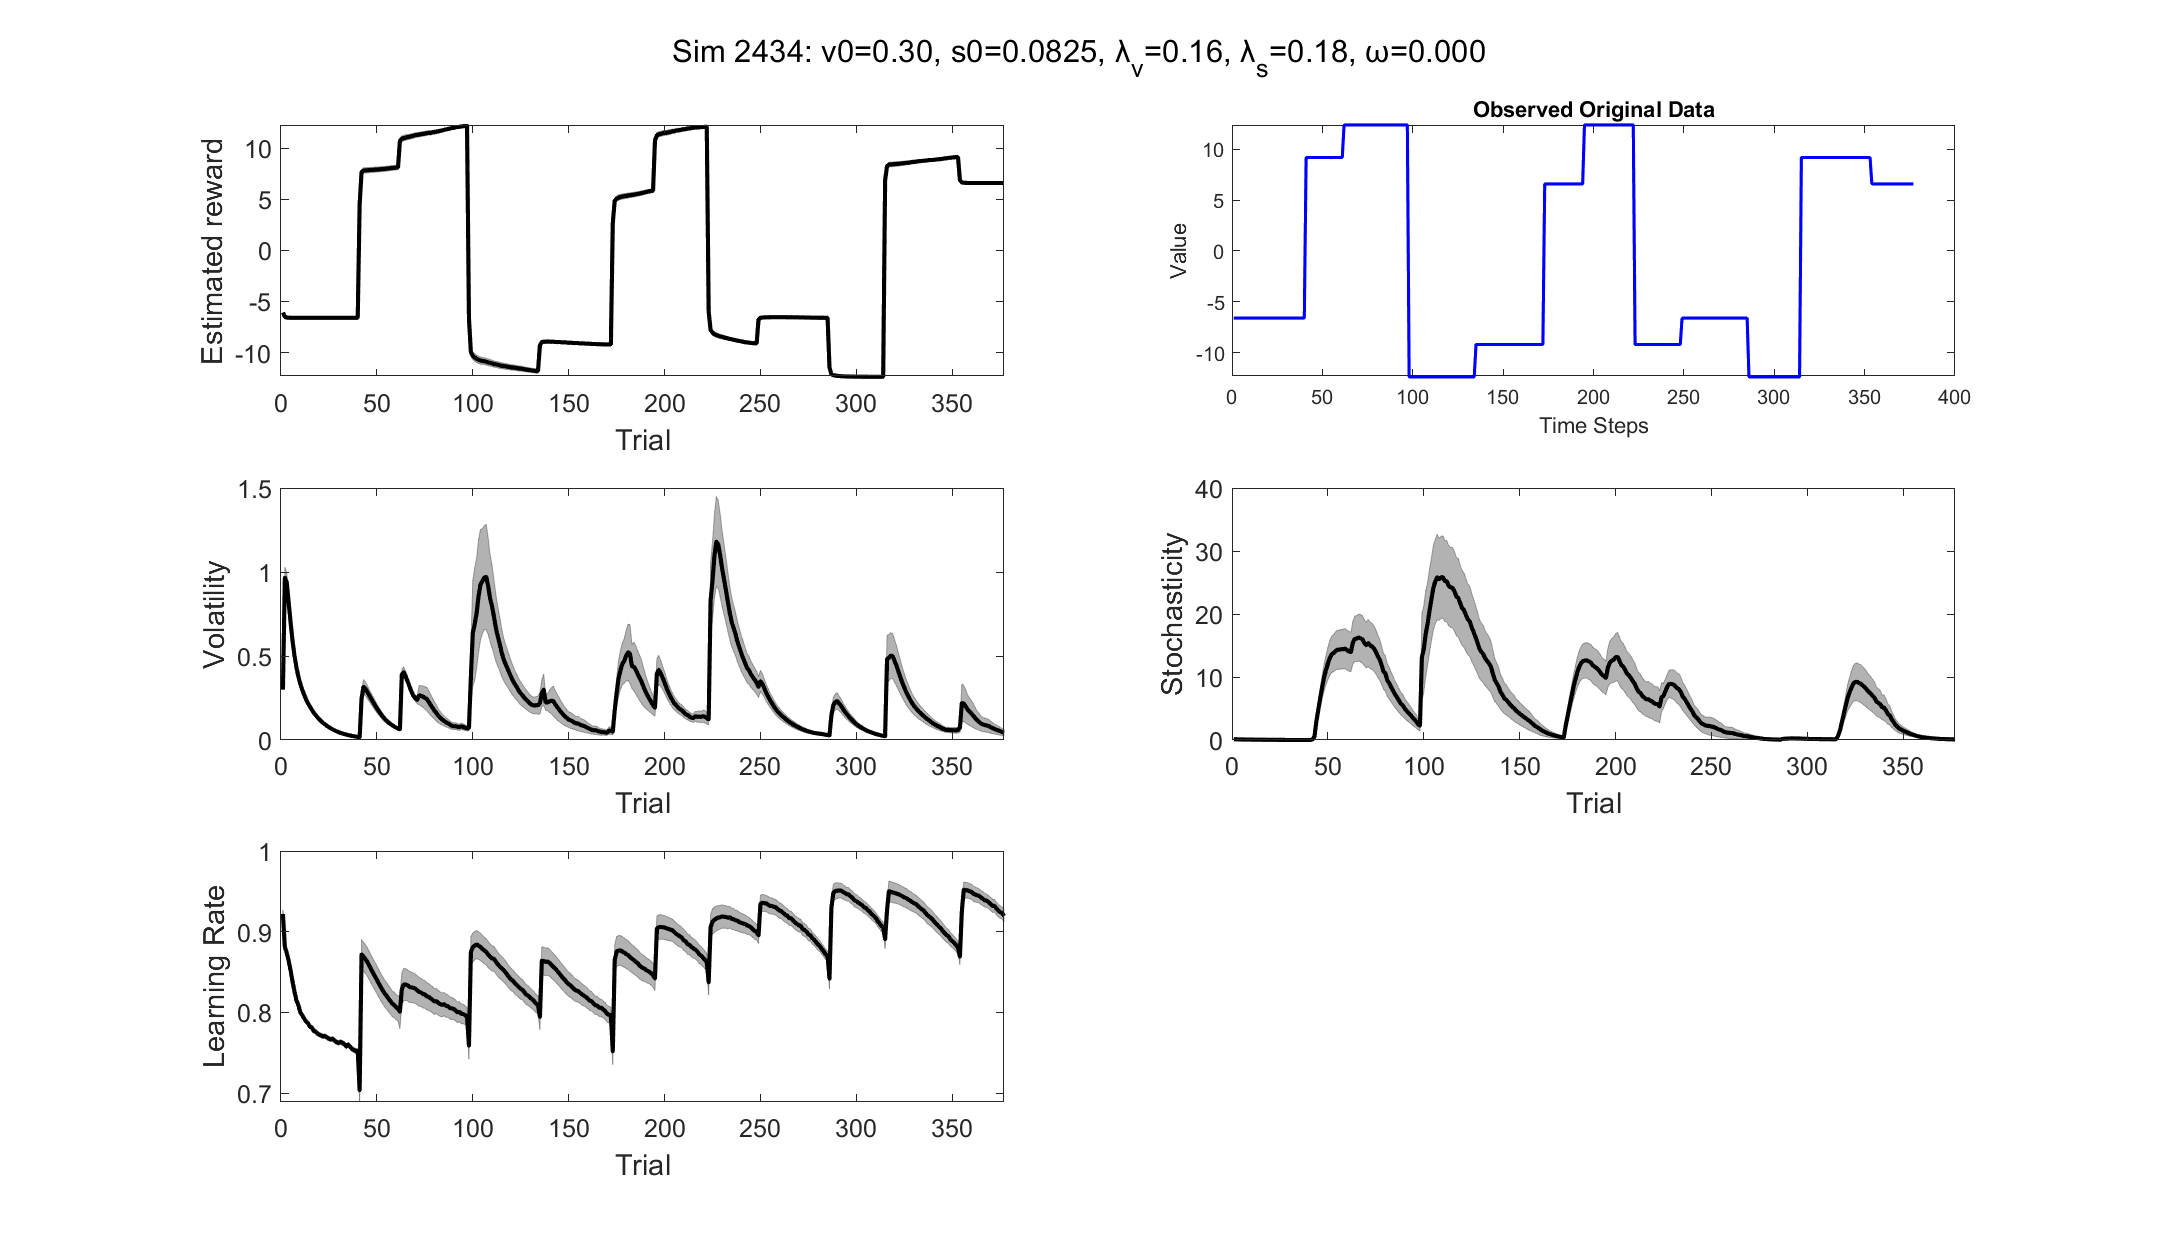 Sim 2434: v0=0.30, s0=0.0825, λv=0.16, λs=0.18, ω=0.000
Estimated reward
10
5
0
-5
-10
0 50 100 150 200 250 300 350
Trial
Observed Original Data
Value
10
5
0
-5
-10
0 50 100 150 200 250 300 350 400
Time Steps
Volatility
1.5
1
0.5
0
0 50 100 150 200 250 300 350
Trial
Stochasticity
40
30
20
10
0
0 50 100 150 200 250 300 350
Trial
Learning Rate
1
0.9
0.8
0.7
0 50 100 150 200 250 300 350
Trial